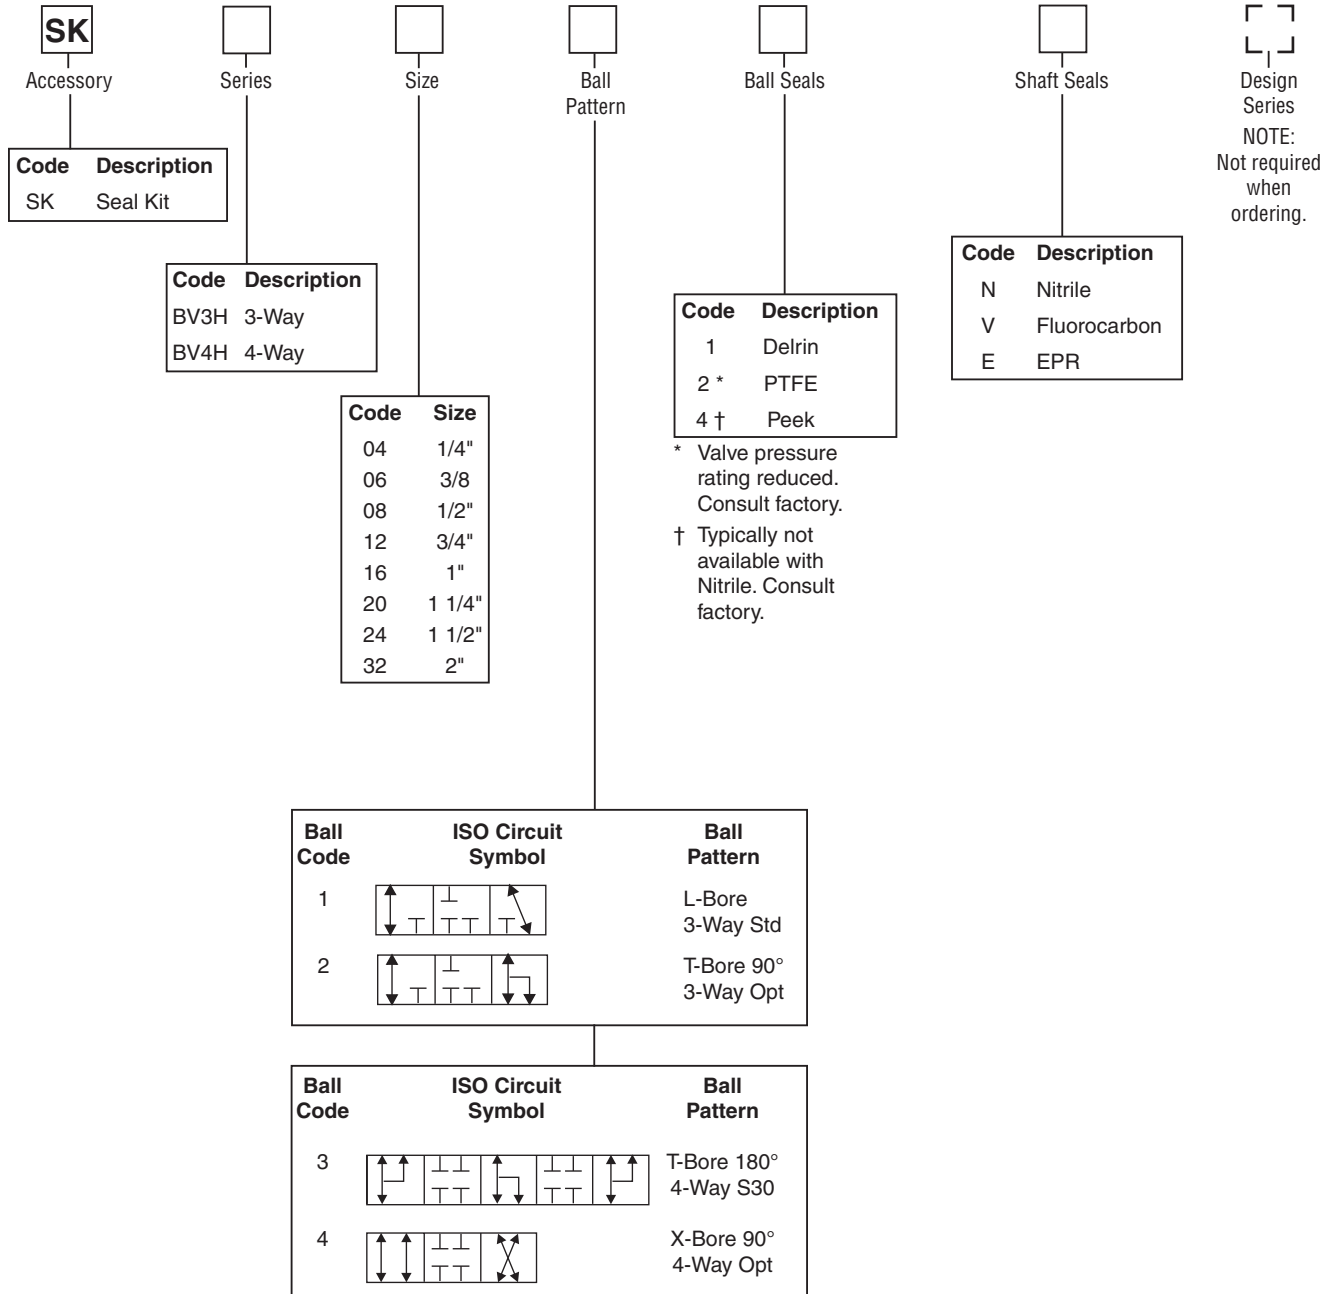 SK
Accessory
Series
Size
Ball
Pattern
Ball Seals
Shaft Seals
Design
Series
NOTE:
Not required
when
ordering.
Code Description
SK Seal Kit
Code Description
BV3H 3-Way
BV4H 4-Way
Code Size
04 1/4"
06 3/8
08 1/2"
12 3/4"
16 1"
20 1 1/4"
24 1 1/2"
32 2"
Code Description
1 Delrin
2 * PTFE
4 † Peek
* Valve pressure
rating reduced.
Consult factory.
† Typically not
available with
Nitrile. Consult
factory.
Code Description
N Nitrile
V Fluorocarbon
E EPR
Ball
Code
ISO Circuit
Symbol
Ball
Pattern
1
L-Bore
3-Way Std
2
T-Bore 90°
3-Way Opt
Ball
Code
ISO Circuit
Symbol
Ball
Pattern
3
T-Bore 180°
4-Way S30
4
X-Bore 90°
4-Way Opt